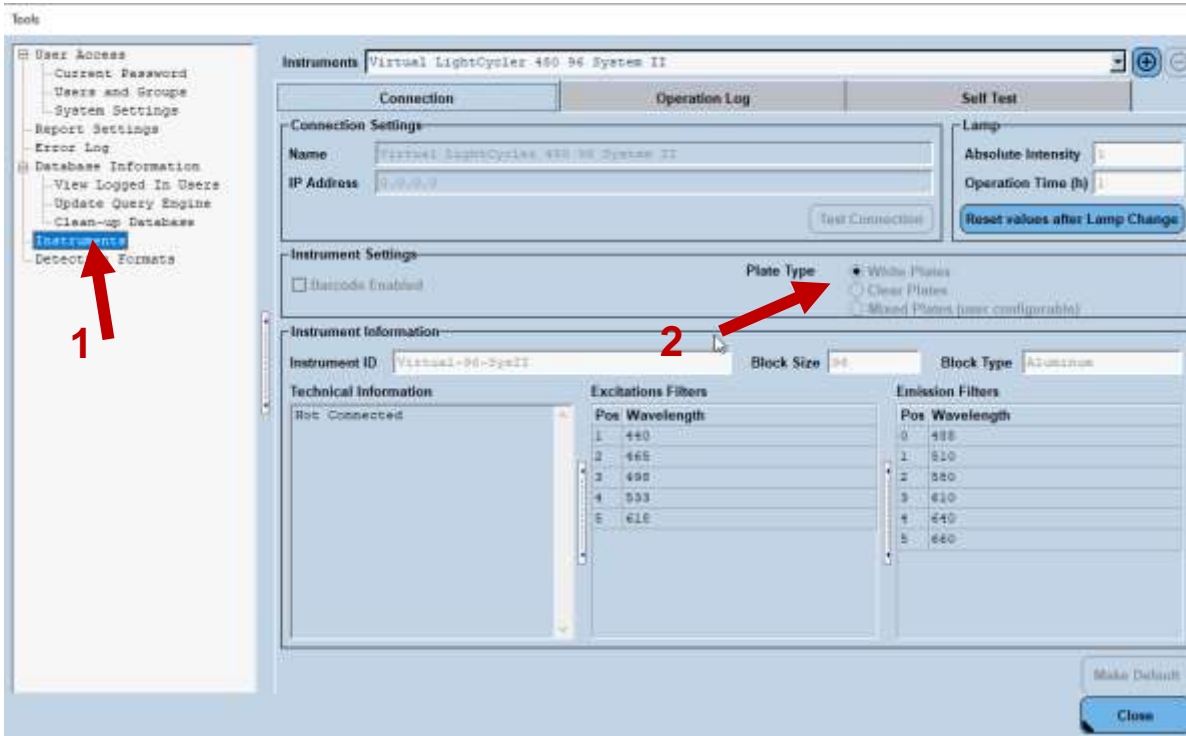 Tools
User Access
Current Password
Users and Groups
System Settings
Report Settings
Error Log
Database Information
View Logged In Users
Update Query Engine
Clean-up Database
Instruments
Detection Formats
1
Instruments Virtual LightCycler 480 96 System II
Connection Operation Log Self Test
Connection Settings
Name Virtual LightCycler 480 96 System II
IP Address 0.0.0.0
Test Connection
Lamp
Absolute Intensity 1
Operation Time (h) 1
Reset values after Lamp Change
Instrument Settings
Barcode Enabled
Plate Type
White Plates
Clear Plates
Mixed Plates (user configurable)
2
Instrument Information
Instrument ID Virtual-96-SysII Block Size 96 Block Type Aluminum
Technical Information
Not Connected
Excitations Filters
Pos Wavelength
1 440
2 465
3 498
4 533
5 618
Emission Filters
Pos Wavelength
0 488
1 510
2 580
3 610
4 640
5 660
Make Default
Close